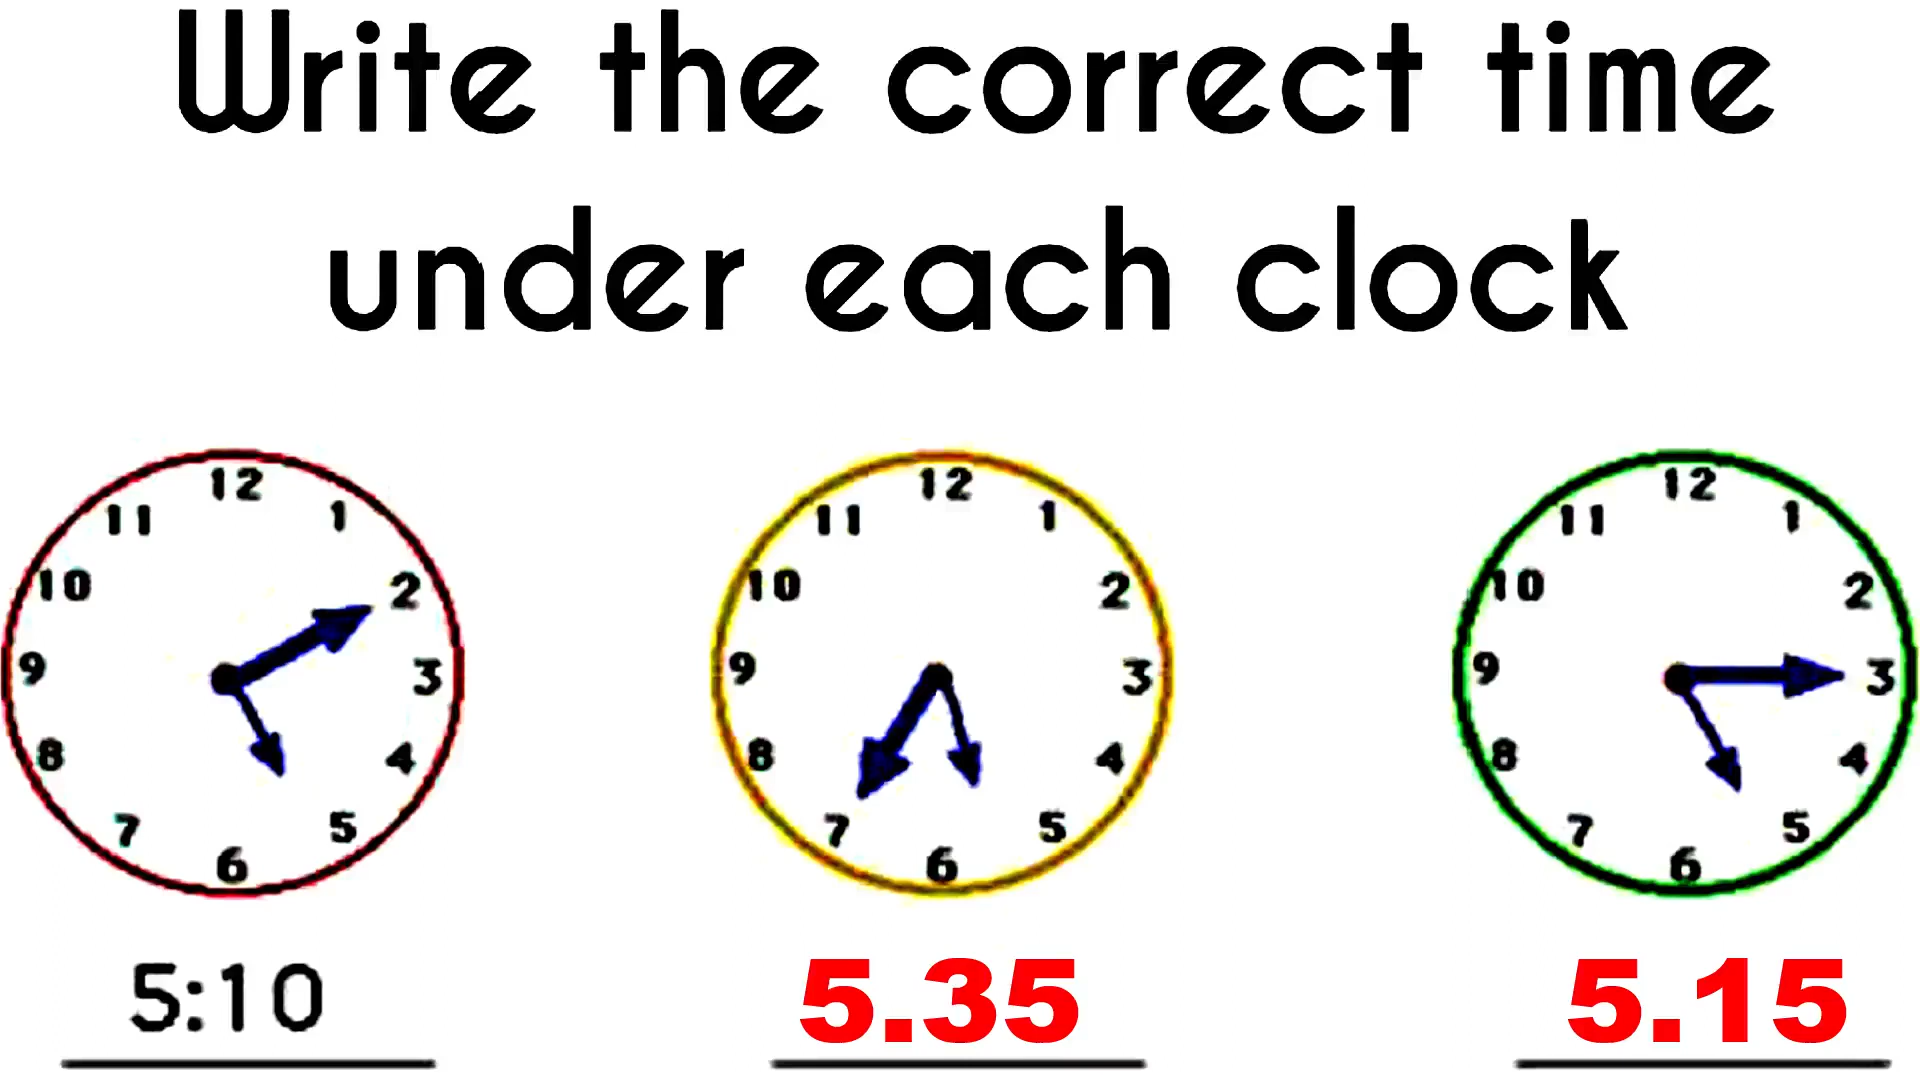 Write the correct time
under each clock
12 12 12
11 1 11 1 11 1
10 2 10 2 10 2
9 3 9 3 9 3
8 4 8 4 8 4
7 5 7 5 7 5
6 6 6
5:10 5.35 5.15